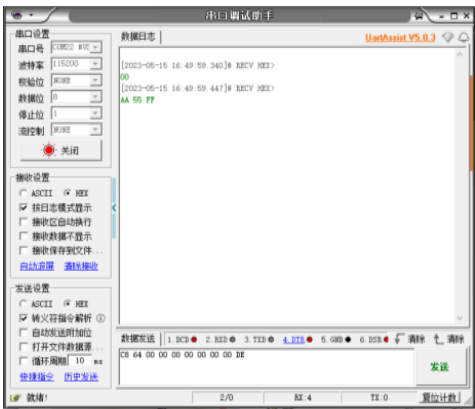 串口调试助手
串口设置
串口号 COM22
波特率 115200
校验位 NONE
数据位 8
停止位 1
流控制 NONE
关闭
接收设置
ASCII HEX
按日志模式显示
接收区自动换行
接收数据不显示
接收保存到文件...
自动滚屏 清除接收
发送设置
ASCII HEX
转义符指令解析
自动发送附加位
打开文件数据源...
循环周期 10 ms
快捷指令 历史发送
数据日志
UartAssist V5.0.3
[2023-05-15 16:49:59.340]# RECV HEX>
00
[2023-05-15 16:49:59.447]# RECV HEX>
AA 55 FF
数据发送 1. DCD 2. RXD 3. TXD 4. DTR 5. GND 6. DSR 清除 清除
C8 64 00 00 00 00 00 00 00 DE
发送
就绪! 2/0 RX:4 TX:0 复位计数